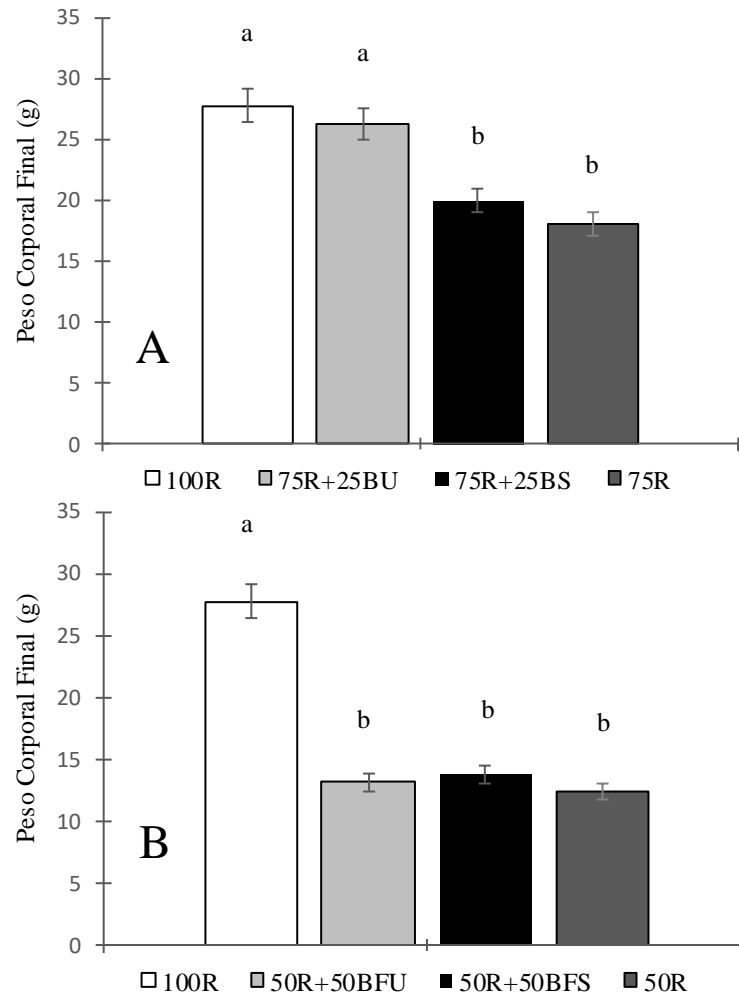 35
30
25
20
15
10
5
0
Peso Corporal Final (g)
a
a
b
b
A
100R 75R+25BU 75R+25BS 75R
35
30
25
20
15
10
5
0
Peso Corporal Final (g)
a
b
b
b
B
100R 50R+50BFU 50R+50BFS 50R